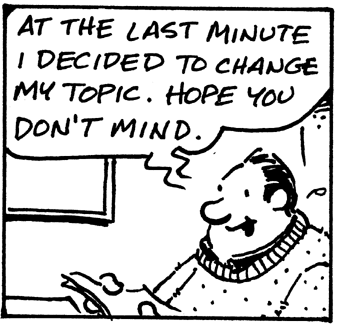 AT THE LAST MINUTE
I DECIDED TO CHANGE
MY TOPIC. HOPE YOU
DON'T MIND.